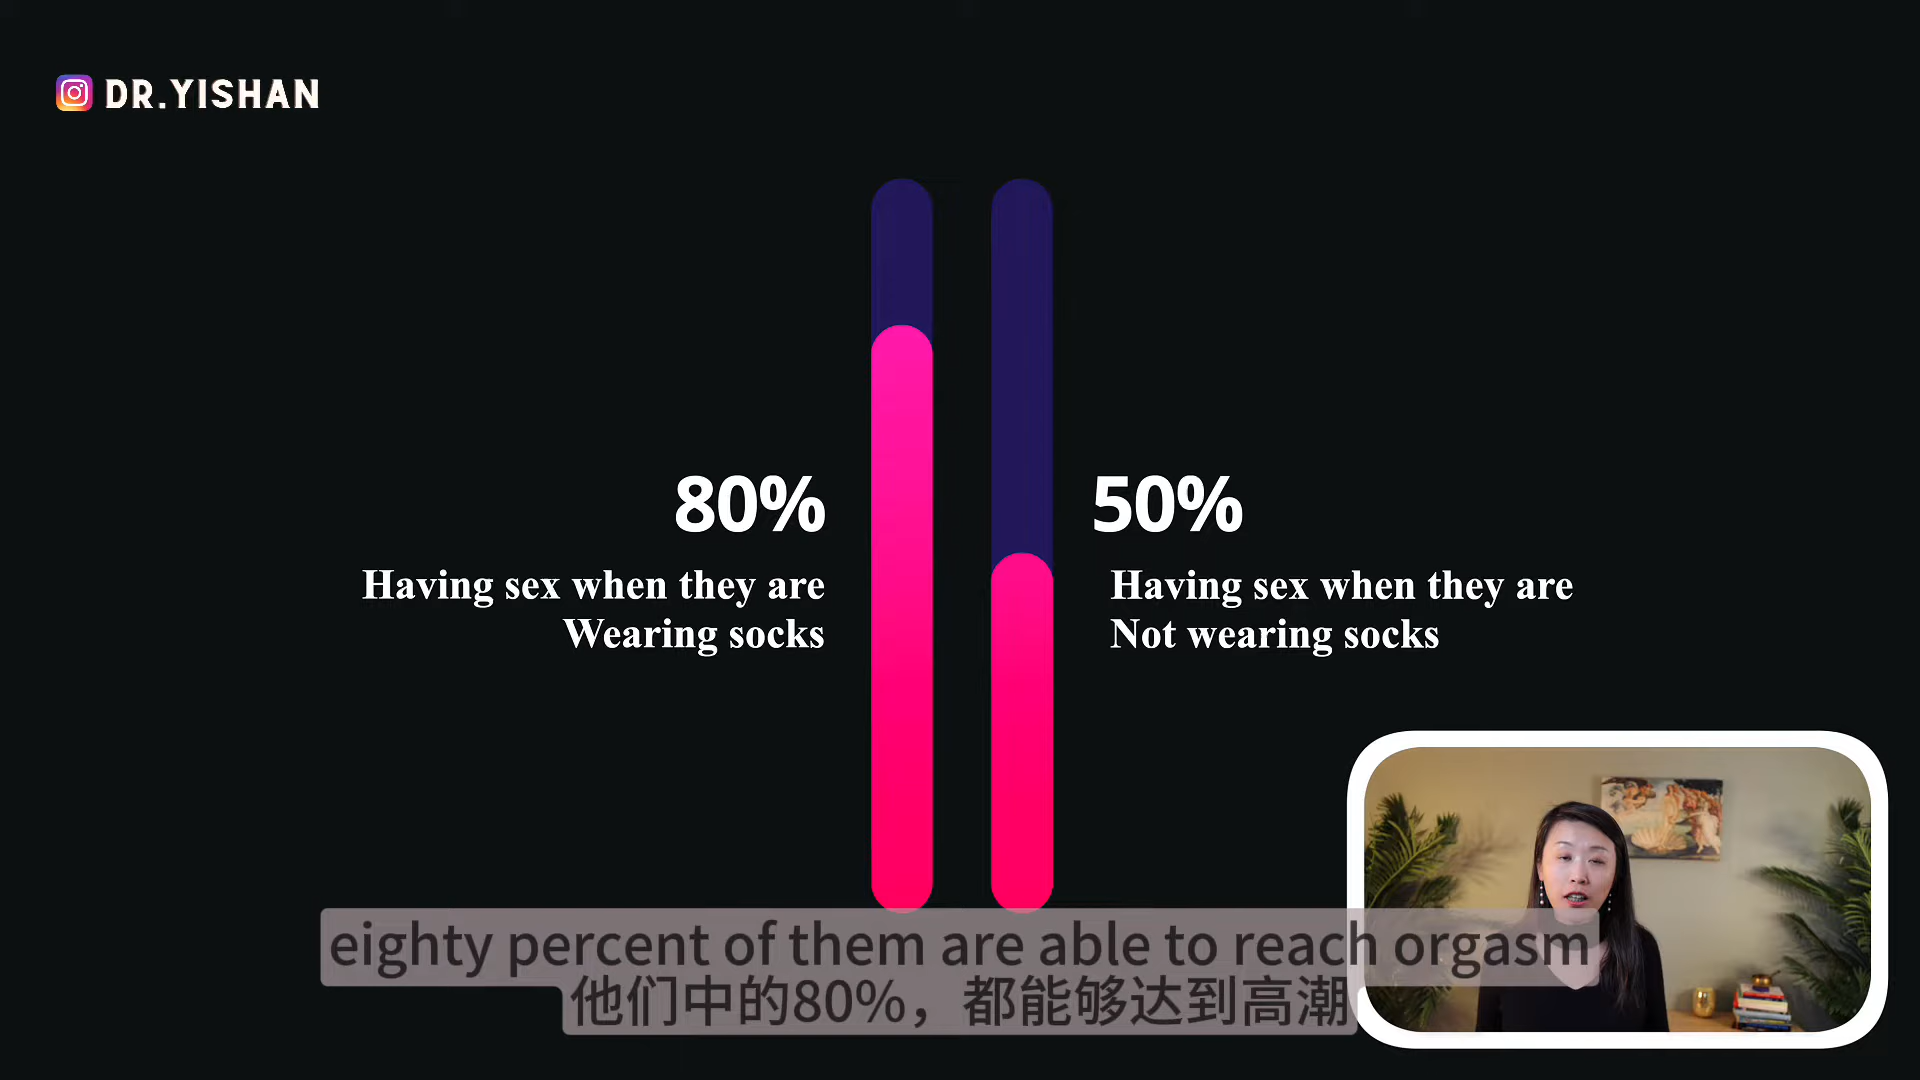 DR.YISHAN
80%
Having sex when they are
Wearing socks
50%
Having sex when they are
Not wearing socks
eighty percent of them are able to reach orgasm
他们中的80%，都能够达到高潮